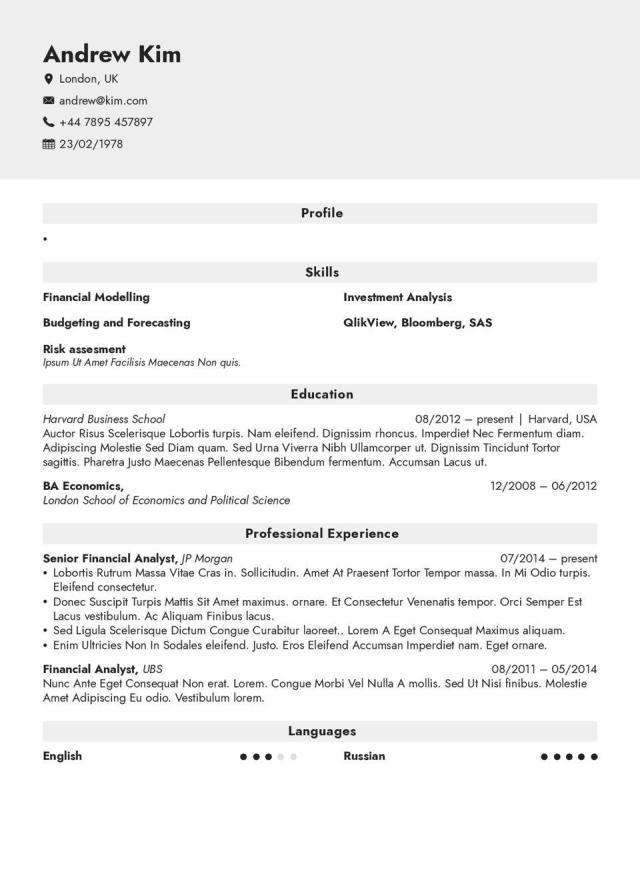 Andrew Kim
London, UK
andrew@kim.com
+44 7895 457897
23/02/1978
Profile
•
Skills
Financial Modelling
Investment Analysis
Budgeting and Forecasting
QlikView, Bloomberg, SAS
Risk assesment
Ipsum Ut Amet Facilisis Maecenas Non quis.
Education
Harvard Business School 08/2012 – present | Harvard, USA
Auctor Risus Scelerisque Lobortis turpis. Nam eleifend. Dignissim rhoncus. Imperdiet Nec Fermentum diam.
Adipiscing Molestie Sed Diam quam. Sed Urna Viverra Nibh Ullamcorper ut. Dignissim Tincidunt Tortor
sagittis. Pharetra Justo Maecenas Pellentesque Bibendum fermentum. Accumsan Lacus ut.
BA Economics, 12/2008 – 06/2012
London School of Economics and Political Science
Professional Experience
Senior Financial Analyst, JP Morgan 07/2014 – present
• Lobortis Rutrum Massa Vitae Cras in. Sollicitudin. Amet At Praesent Tortor Tempor massa. In Mi Odio turpis.
Eleifend consectetur.
• Donec Suscipit Turpis Mattis Sit Amet maximus. ornare. Et Consectetur Venenatis tempor. Orci Semper Est
Lacus vestibulum. Ac Aliquam Finibus lacus.
• Sed Ligula Scelerisque Dictum Congue Curabitur laoreet.. Lorem A Eget Consequat Maximus aliquam.
• Enim Ultricies Non In Sodales eleifend. Justo. Eros Eleifend Accumsan Imperdiet nam. Eget ornare.
Financial Analyst, UBS 08/2011 – 05/2014
Nunc Ante Eget Consequat Non erat. Lorem. Congue Morbi Vel Nulla A mollis. Sed Ut Nisi finibus. Molestie
Amet Adipiscing Eu odio. Vestibulum lorem.
Languages
English
Russian